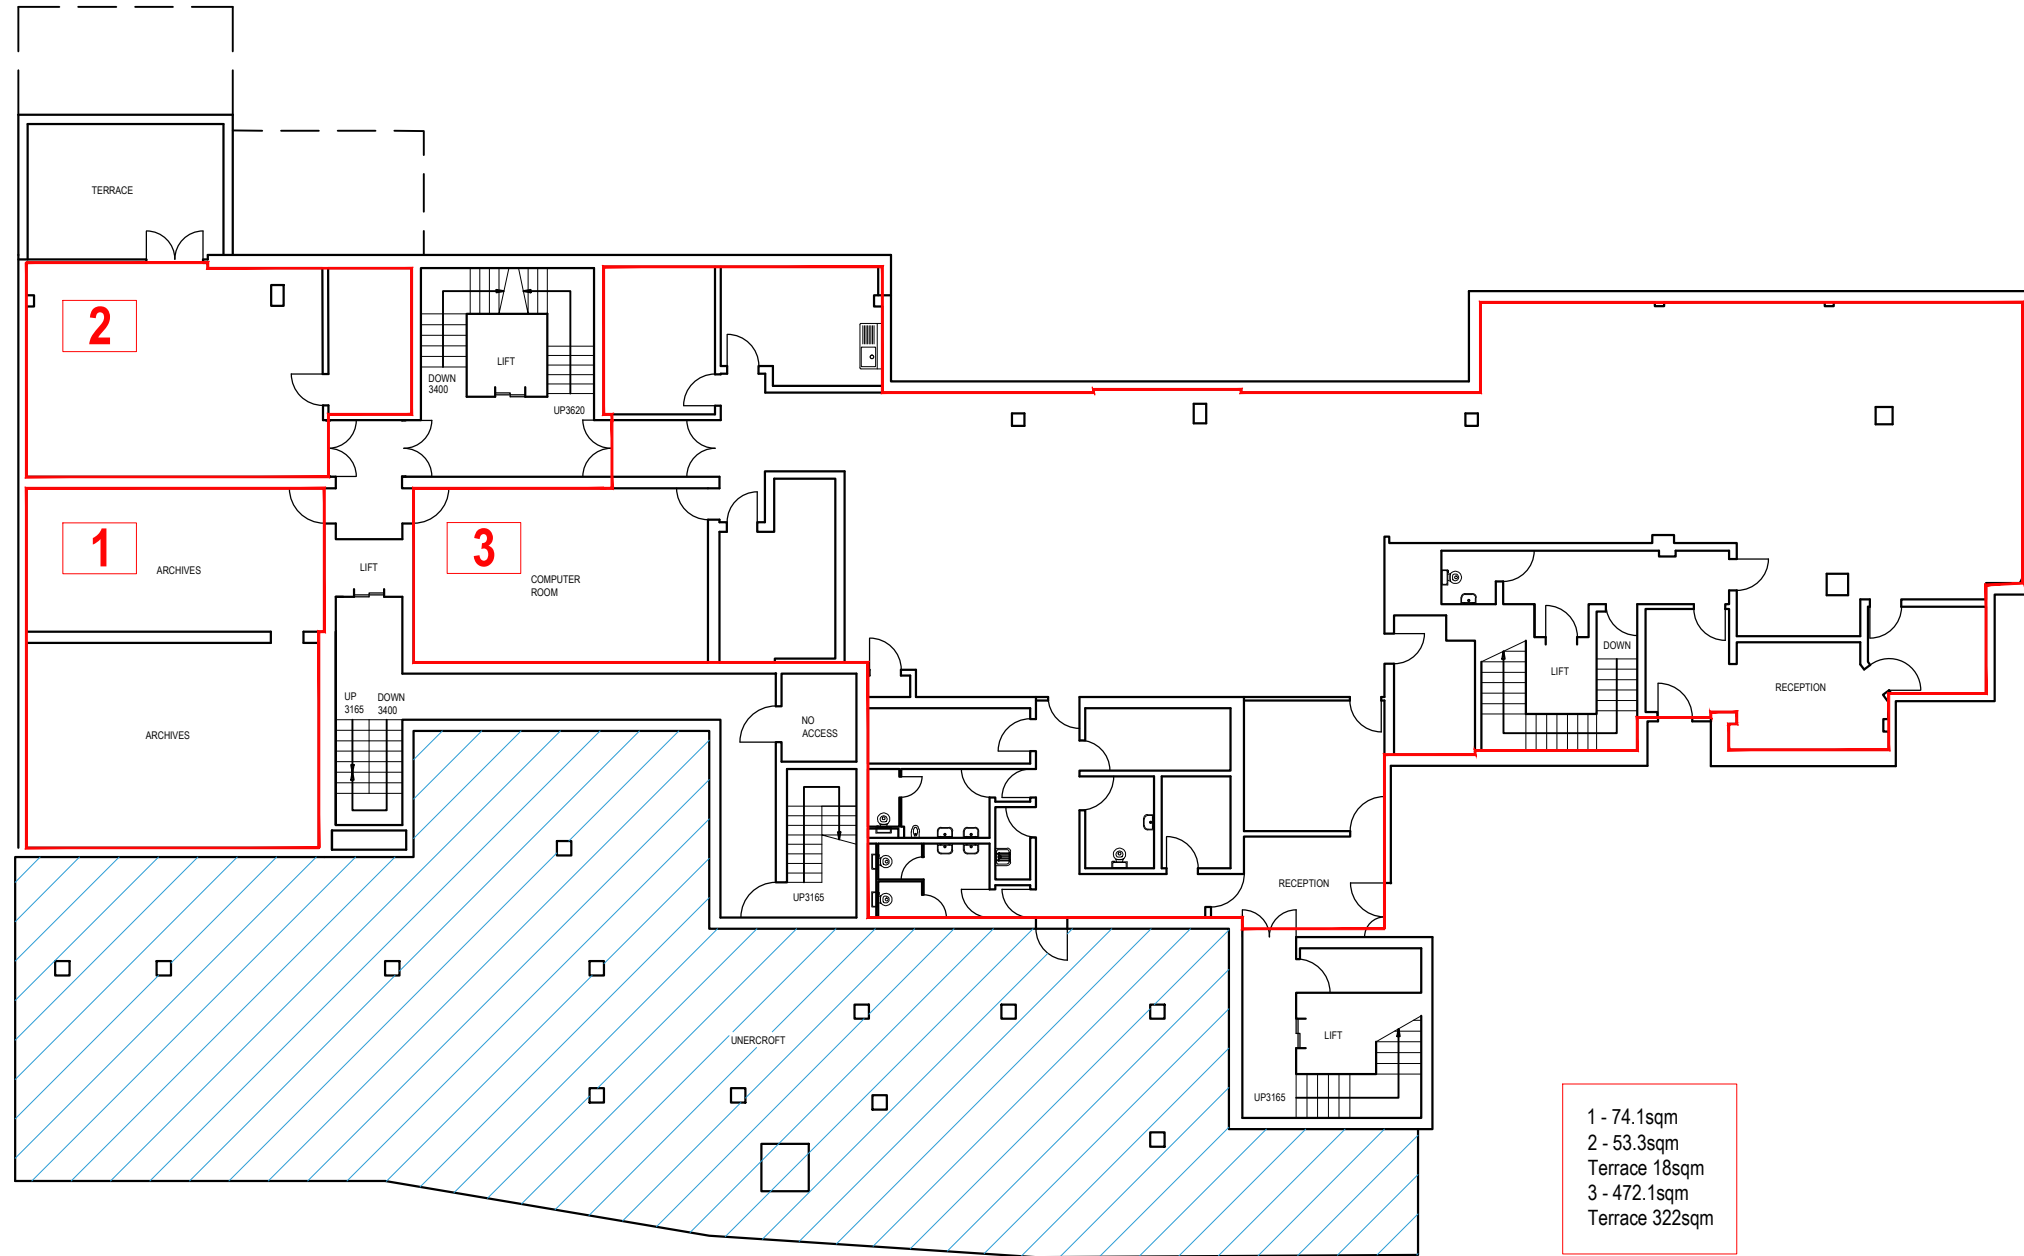 TERRACE
2
LIFT
DOWN
3400
UP3620
1
ARCHIVES
LIFT
3
COMPUTER
ROOM
ARCHIVES
UP
3165
DOWN
3400
NO
ACCESS
UP3165
DOWN
LIFT
RECEPTION
RECEPTION
UNERCROFT
LIFT
UP3165
1 - 74.1sqm
2 - 53.3sqm
Terrace 18sqm
3 - 472.1sqm
Terrace 322sqm